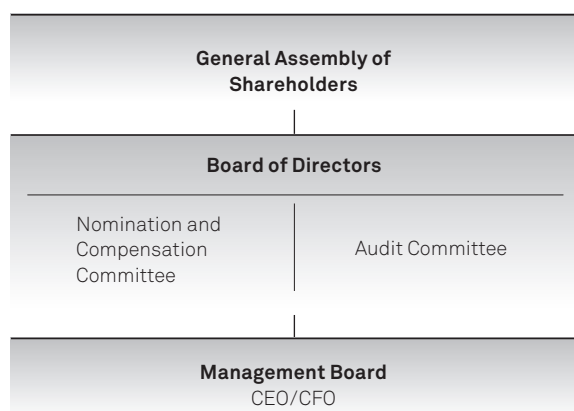 General Assembly of
Shareholders
Board of Directors
Nomination and
Compensation
Committee
Audit Committee
Management Board
CEO/CFO